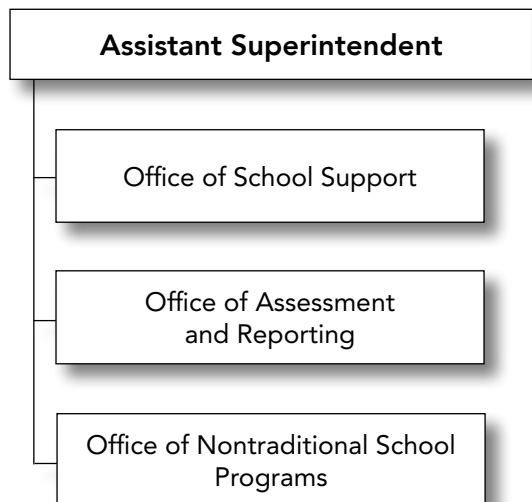 Assistant Superintendent
Office of School Support
Office of Assessment
and Reporting
Office of Nontraditional School
Programs